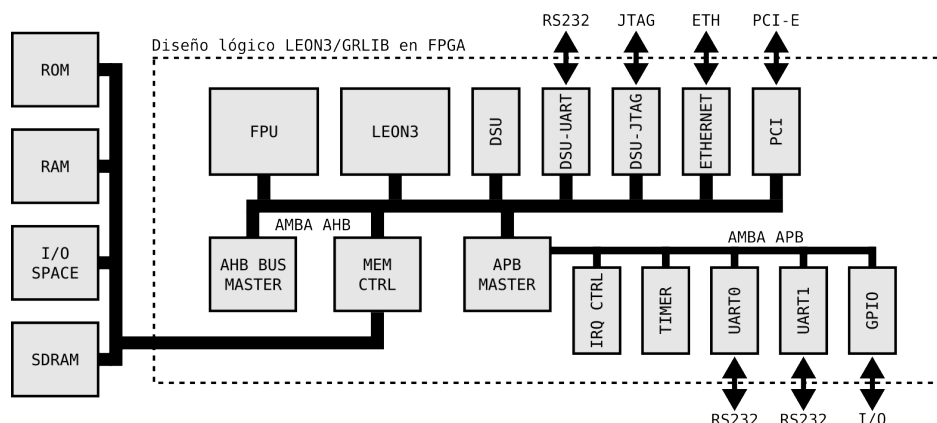 RS232 JTAG ETH PCI-E
Diseño lógico LEON3/GRLIB en FPGA
ROM
RAM
I/O
SPACE
SDRAM
FPU
LEON3
DSU
DSU-UART
DSU-JTAG
ETHERNET
PCI
AMBA AHB
AMBA APB
AHB BUS
MASTER
MEM
CTRL
APB
MASTER
IRQ CTRL
TIMER
UART0
UART1
GPIO
RS232 RS232 I/O